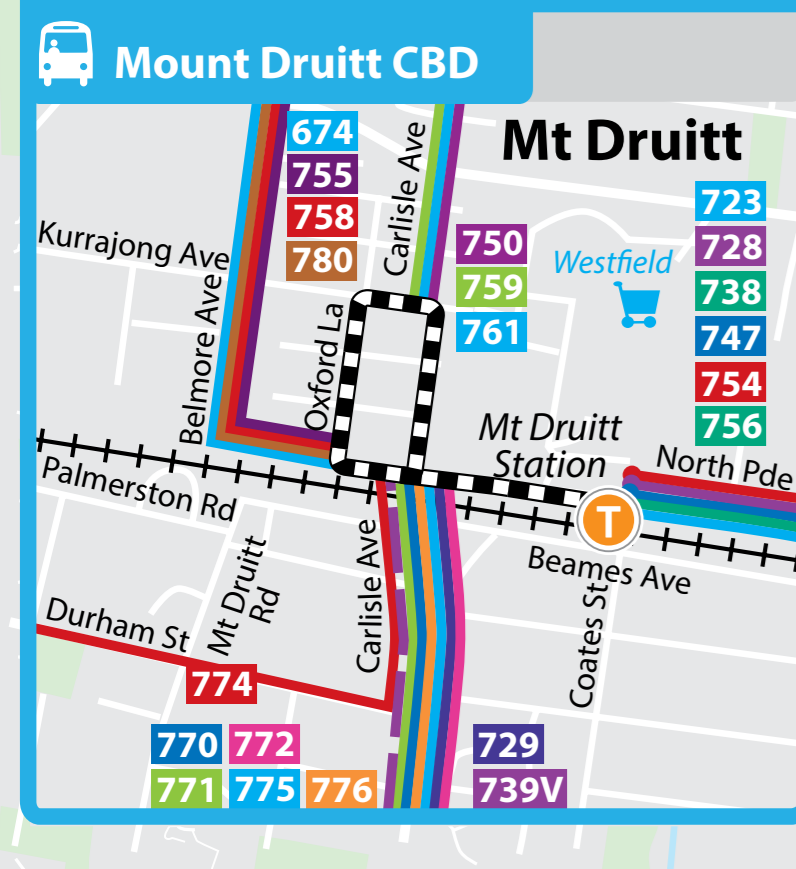 Mount Druitt CBD
Mt Druitt
674
755
758
780
Carlisle Ave
750
759
761
Westfield
723
728
738
747
754
756
Kurrajong Ave
Belmore Ave
Oxford La
Mt Druitt
Station
North Pde
T
Palmerston Rd
Beames Ave
Mt Druitt
Rd
Carlisle Ave
Coates St
Durham St
774
770
772
771
775
776
729
739V